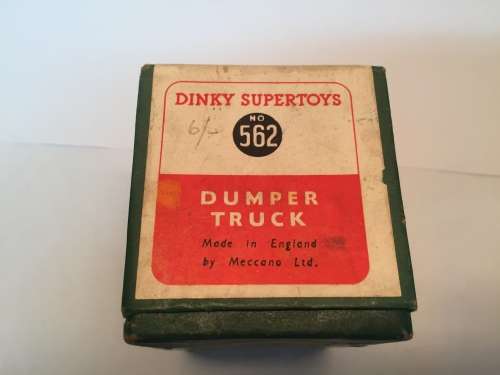 DINKY SUPERTOYS
6/-
NO
562
DUMPER
TRUCK
Made in England
by Meccano Ltd.